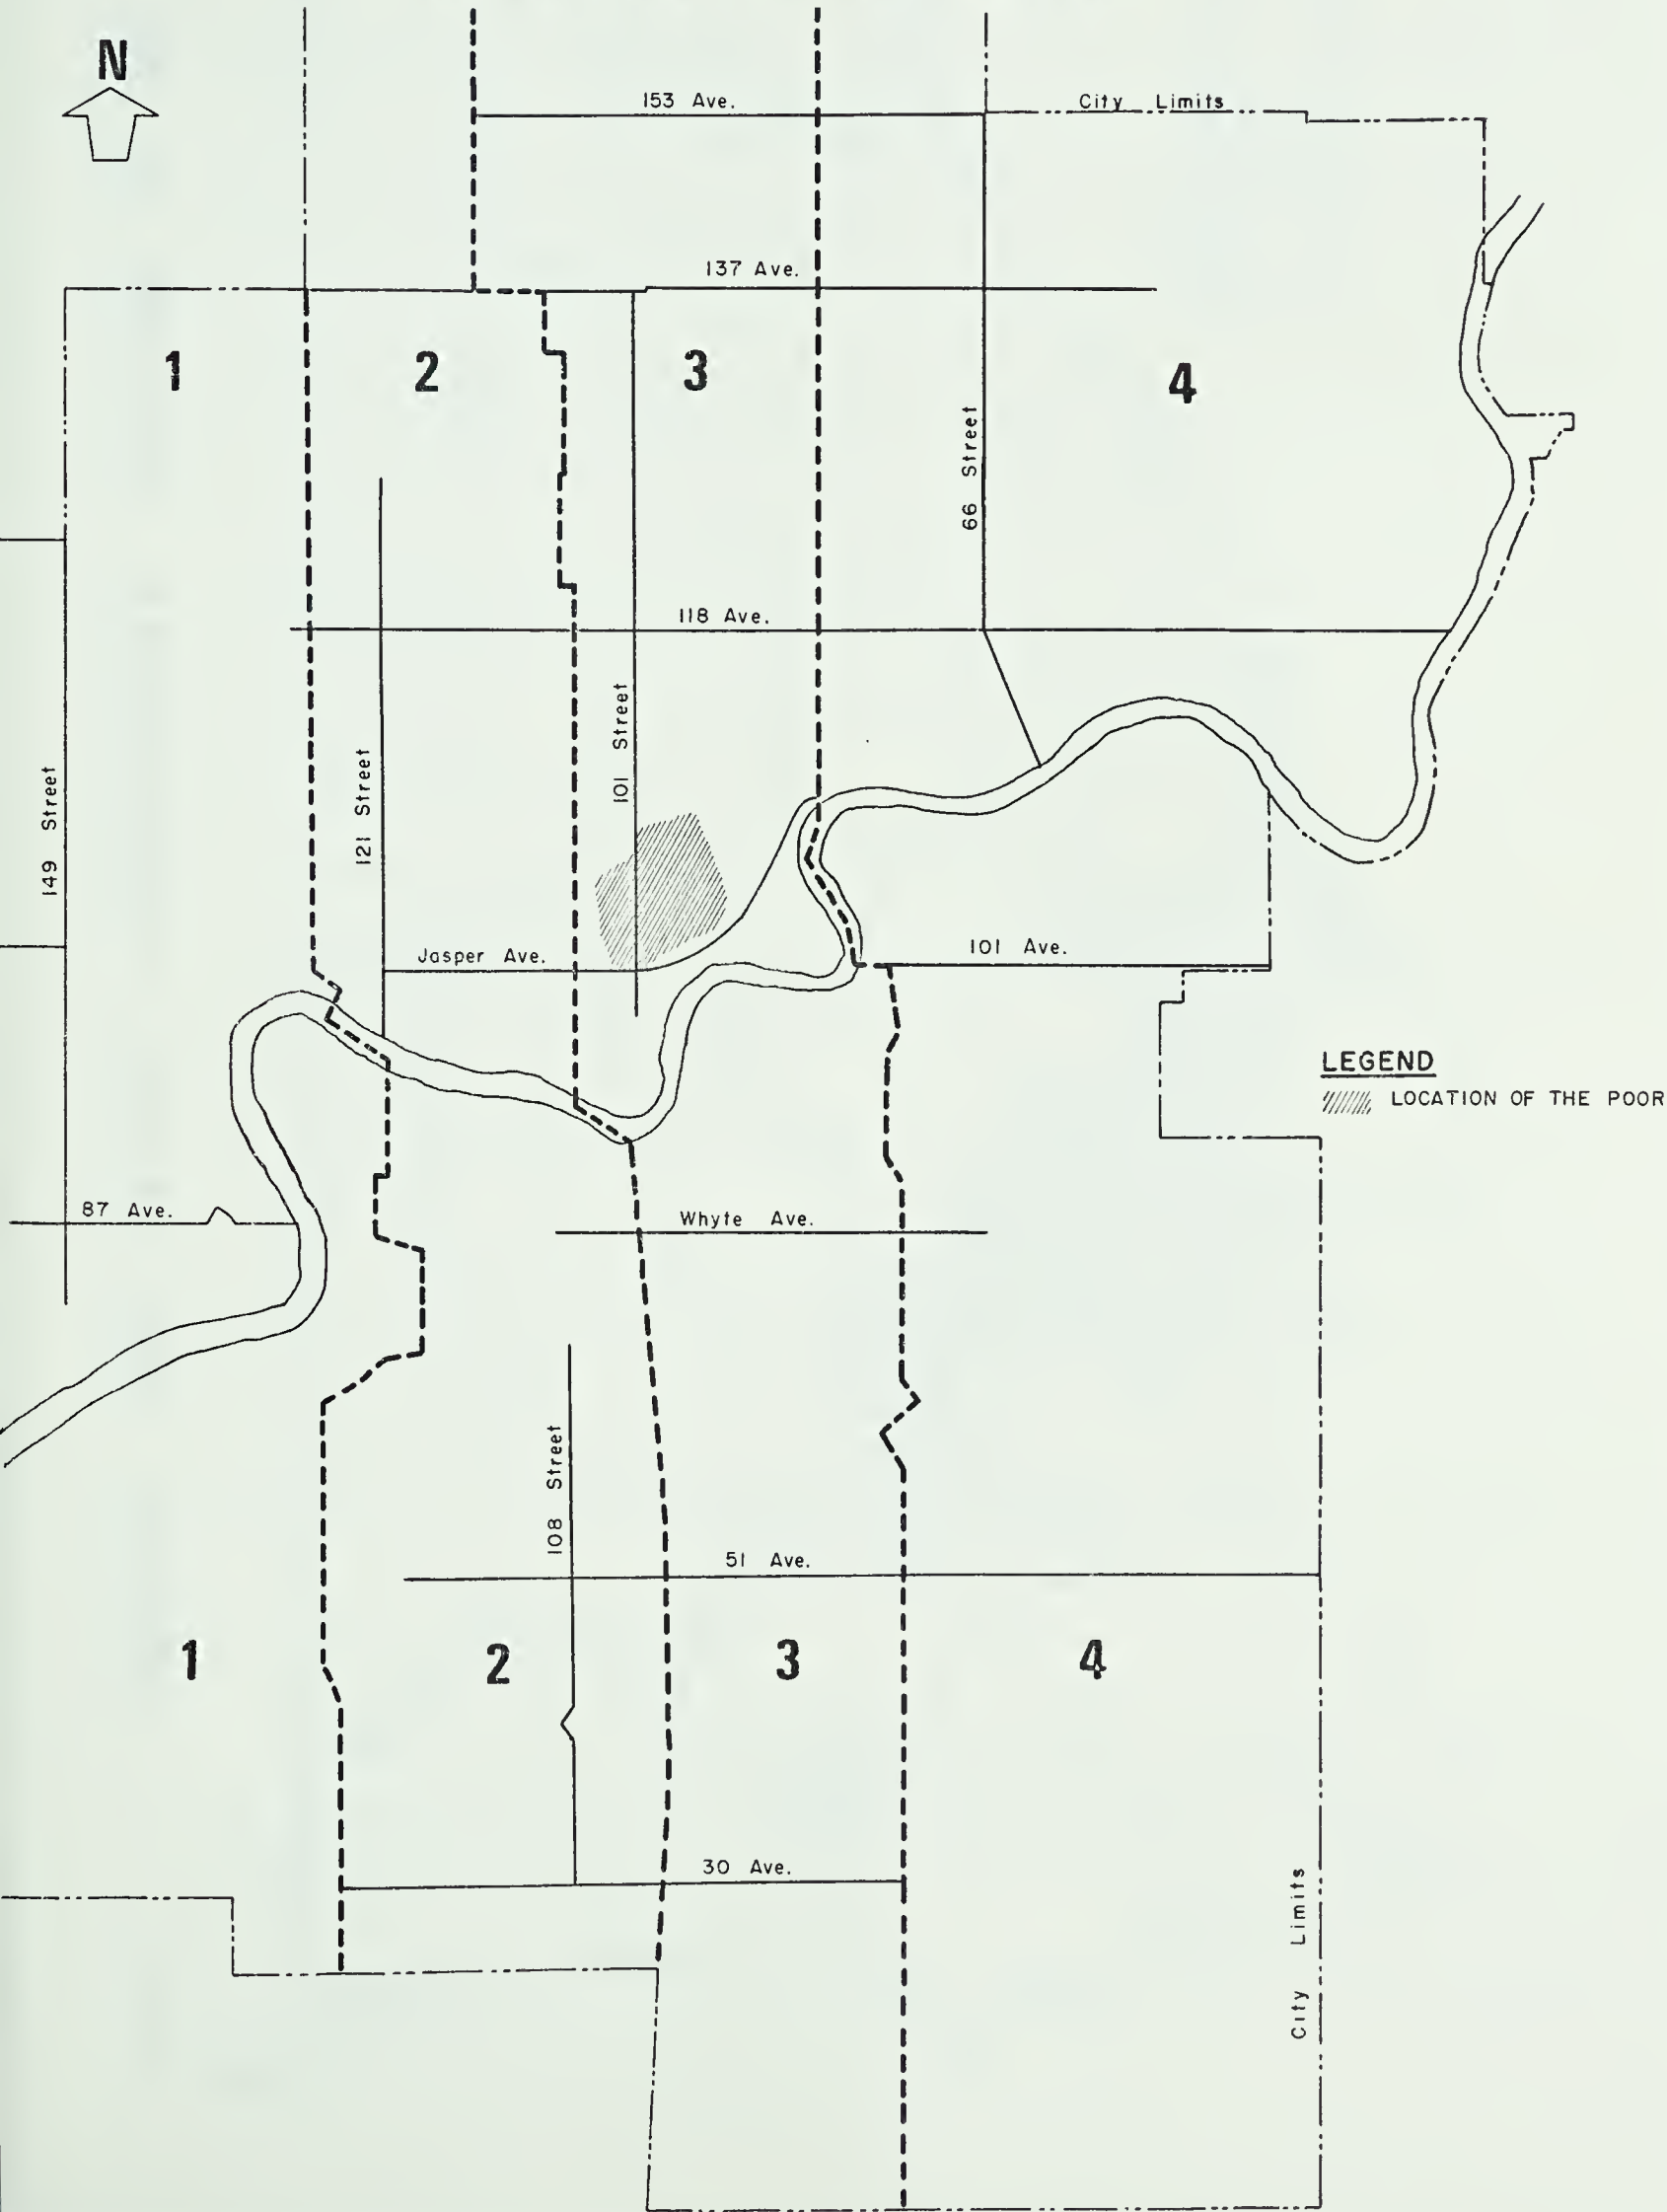 N
153 Ave.
City Limits
137 Ave.
1
2
3
4
66 Street
118 Ave.
101 Street
121 Street
149 Street
Jasper Ave.
101 Ave.
LEGEND
LOCATION OF THE POOR
87 Ave.
Whyte Ave.
108 Street
51 Ave.
1
2
3
4
30 Ave.
City Limits